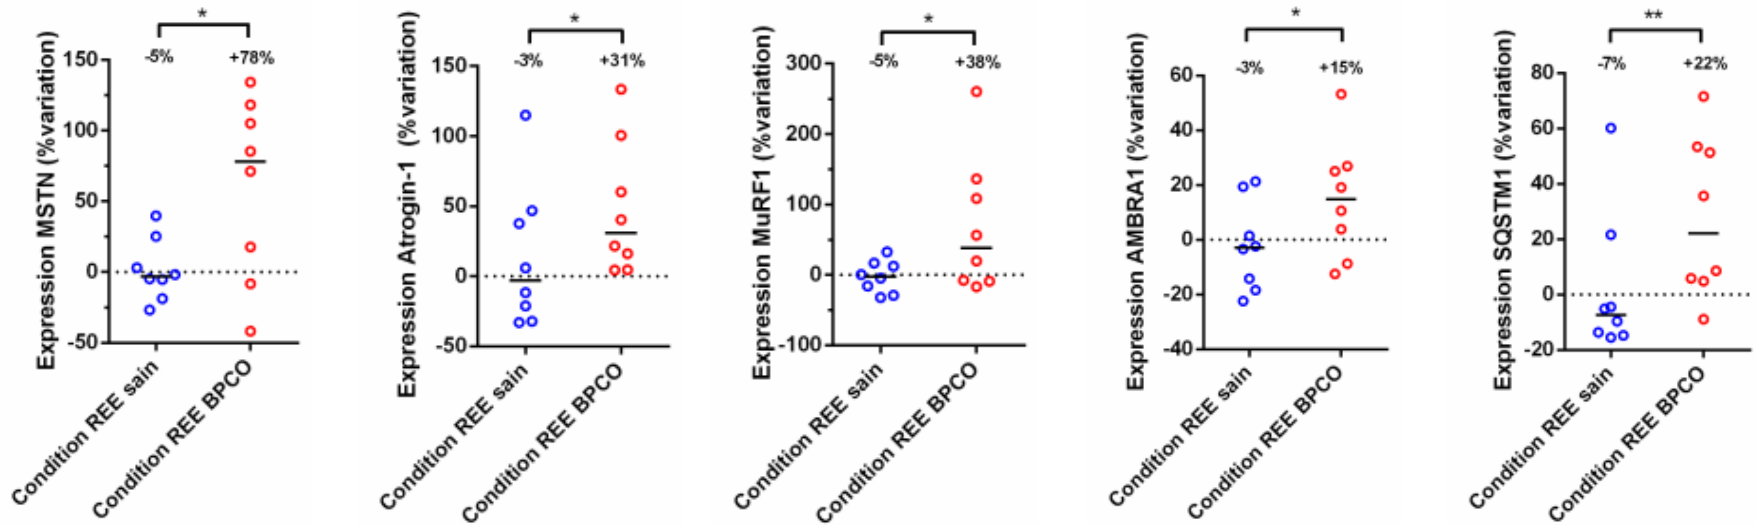 *
-5%
+78%
150
100
50
0
-50
Expression MSTN (%variation)
Condition REE sain
Condition REE BPCO
*
-3%
+31%
150
100
50
0
-50
Expression Atrogin-1 (%variation)
Condition REE sain
Condition REE BPCO
*
-5%
+38%
300
200
100
0
-100
Expression MuRF1 (%variation)
Condition REE sain
Condition REE BPCO
*
-3%
+15%
60
40
20
0
-20
-40
Expression AMBRA1 (%variation)
Condition REE sain
Condition REE BPCO
**
-7%
+22%
80
60
40
20
0
-20
Expression SQSTM1 (%variation)
Condition REE sain
Condition REE BPCO